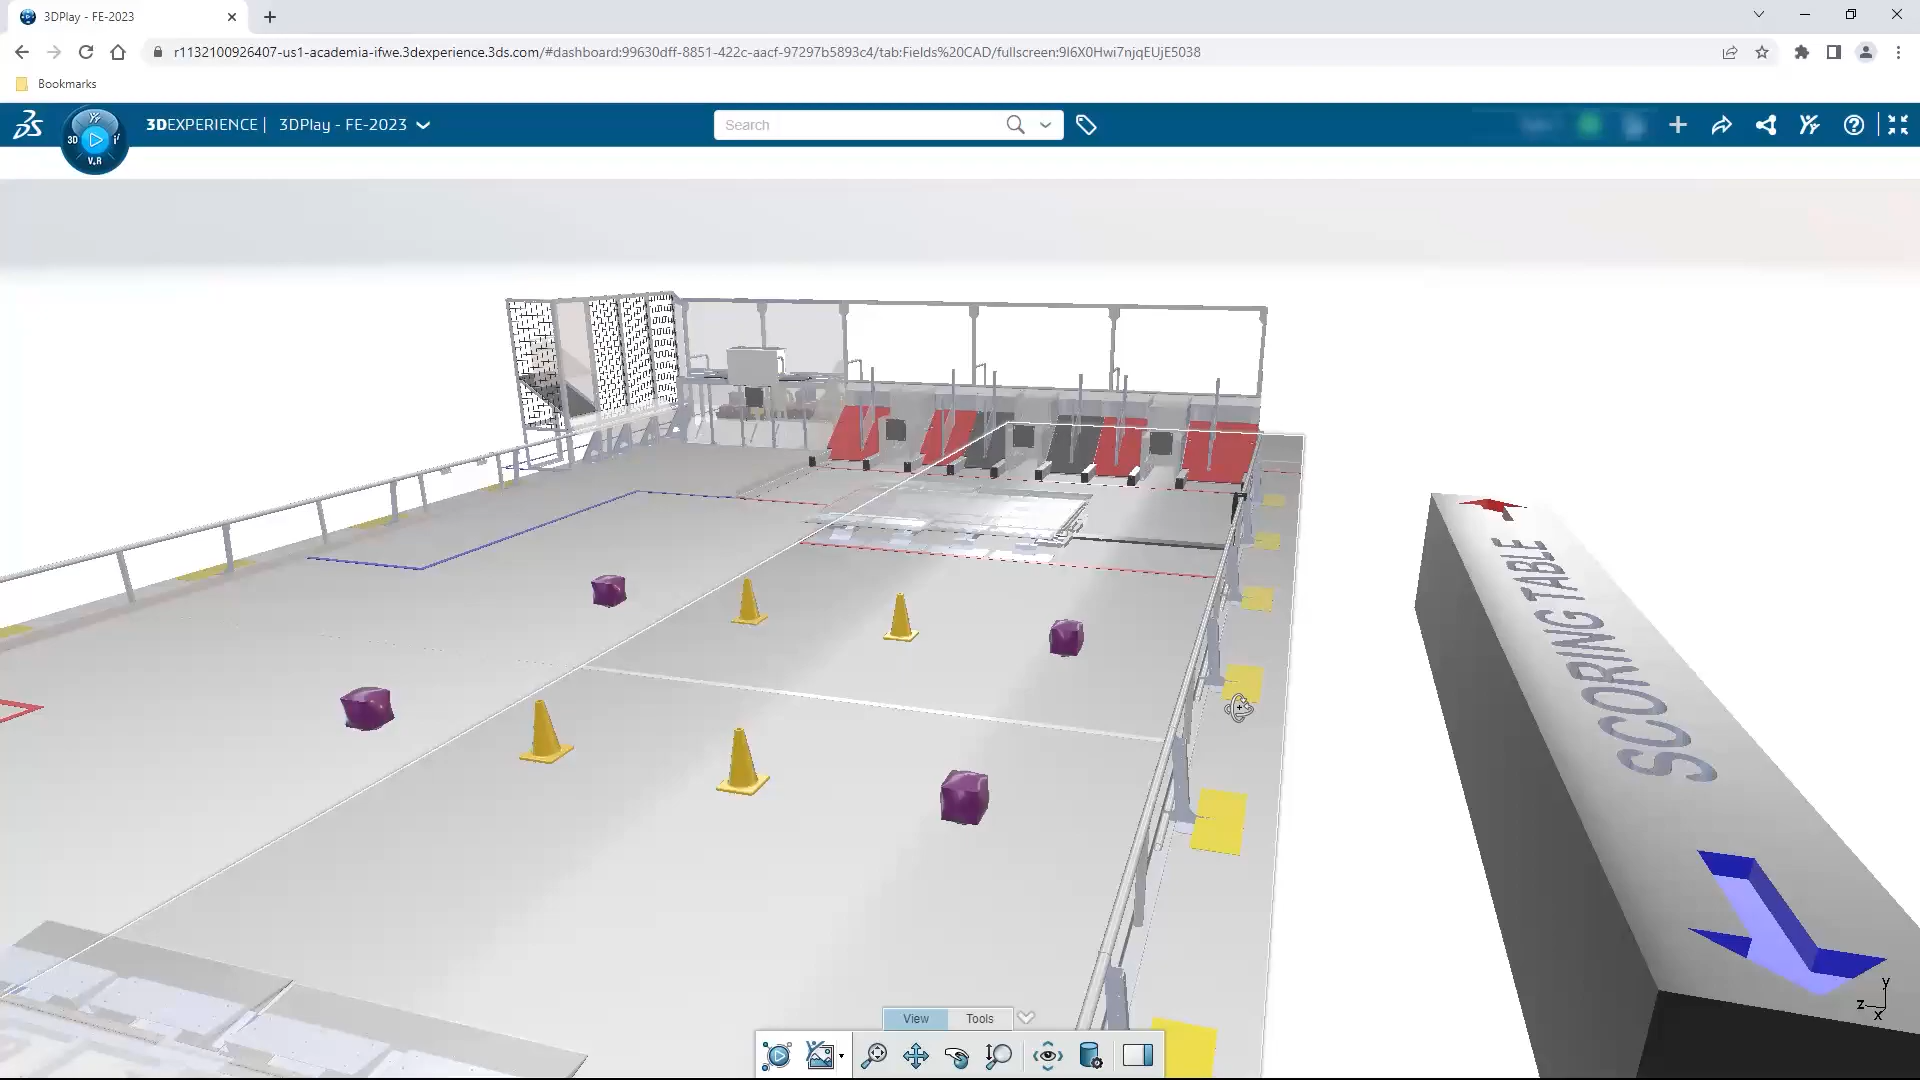 3DPlay - FE-2023
r1132100926407-us1-academia-ifwe.3dexperience.3ds.com/#dashboard:99630dff-8851-422c-aacf-97297b5893c4/tab:Fields%20CAD/fullscreen:9I6X0Hwi7njqEUjE5038
Bookmarks
3DEXPERIENCE | 3DPlay - FE-2023
Search
3D
V.R
SCORING TABLE
View
Tools
y
z
x